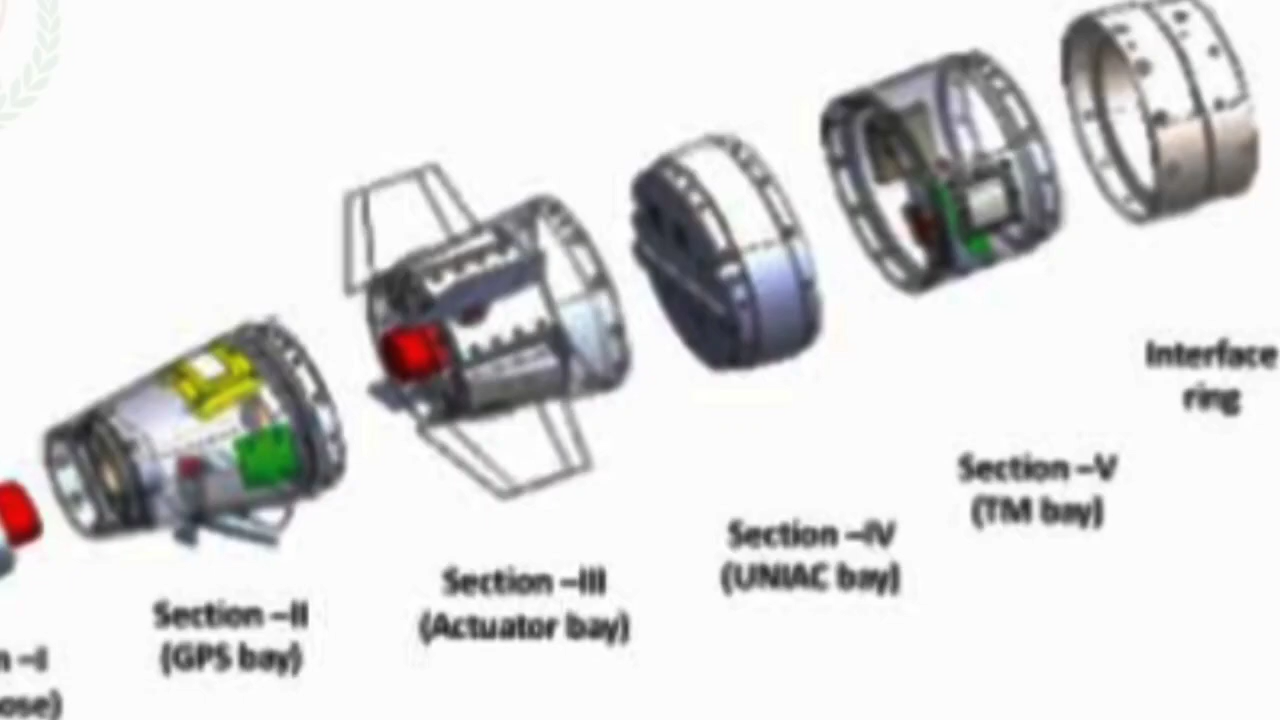 Interface
ring
Section –V
(TM bay)
Section –IV
(UNIAC bay)
Section –III
(Actuator bay)
Section –II
(GPS bay)
n –I
ose)